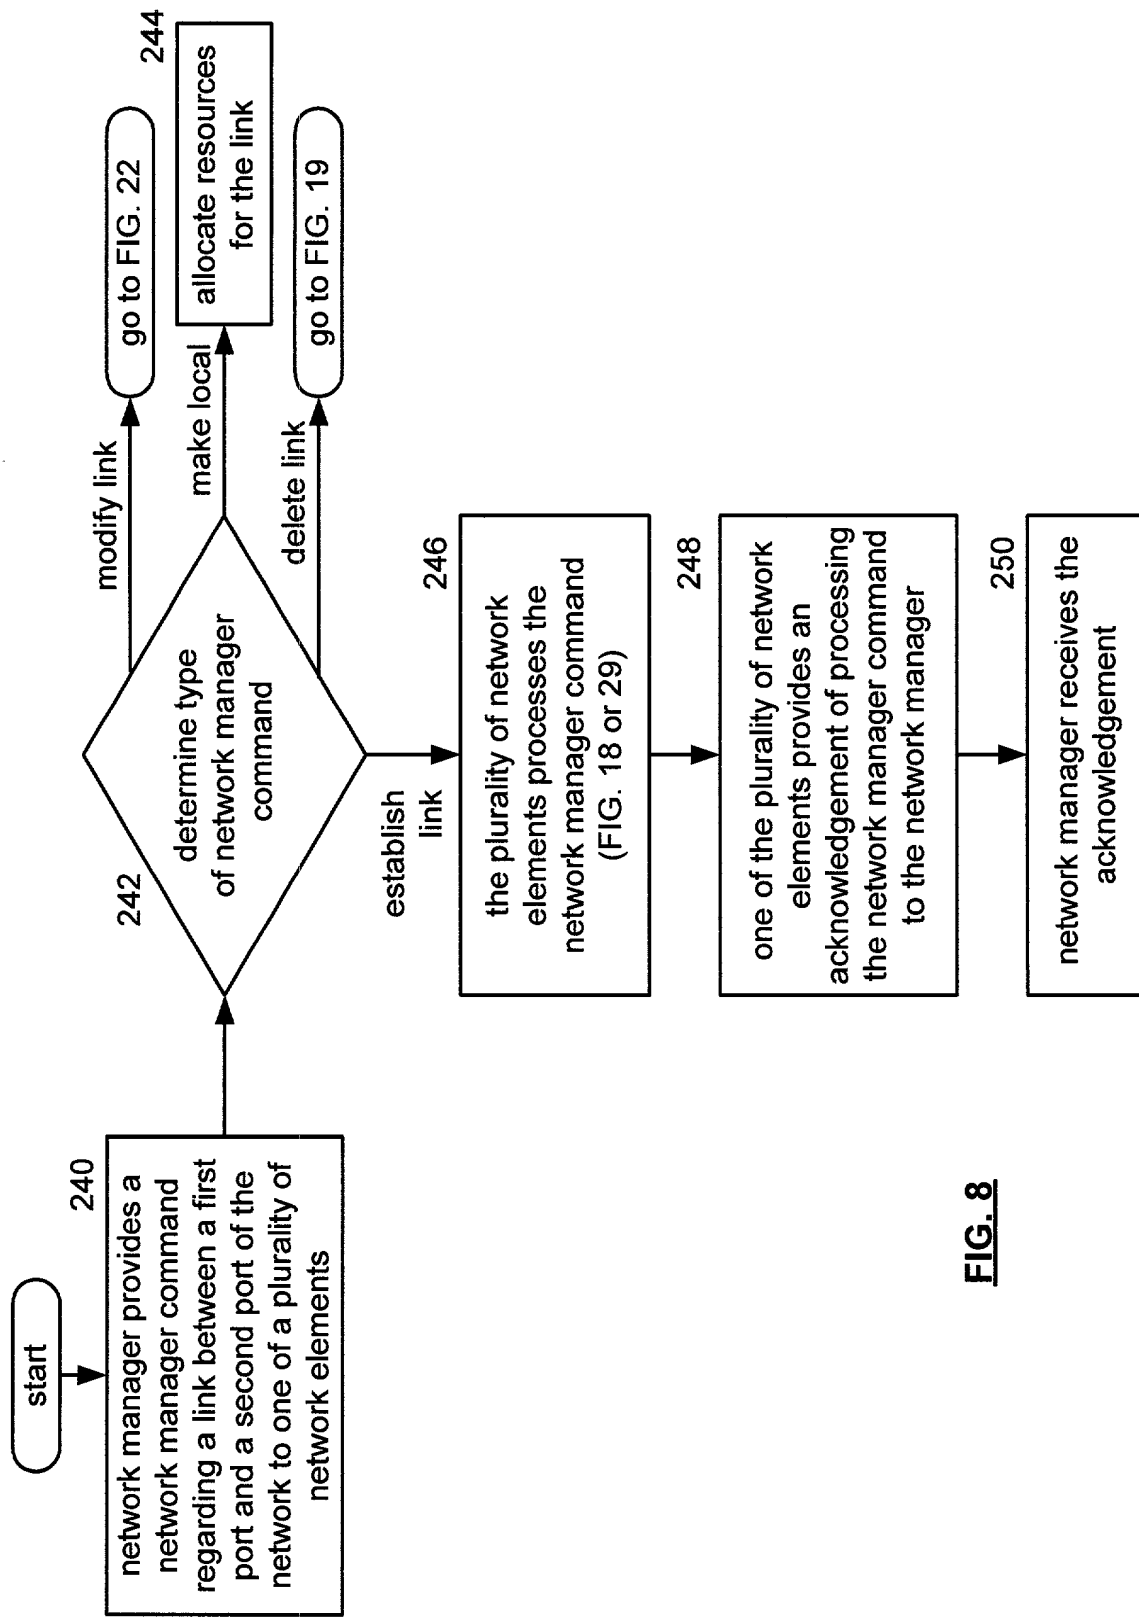 start
240
network manager provides a
network manager command
regarding a link between a first
port and a second port of the
network to one of a plurality of
network elements
242
determine type
of network manager
command
modify link
go to FIG. 22
make local
244
allocate resources
for the link
delete link
go to FIG. 19
establish
link
246
the plurality of network
elements processes the
network manager command
(FIG. 18 or 29)
248
one of the plurality of network
elements provides an
acknowledgement of processing
the network manager command
to the network manager
250
network manager receives the
acknowledgement
FIG. 8